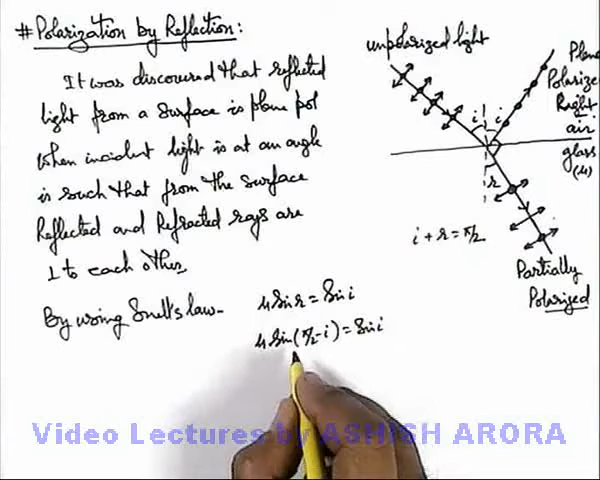 # Polarization by Reflection:
It was discovered that reflected
light from a surface is plane pol
when incident light is at an angle
is such that from the surface
Reflected and Refracted rays are
⊥ to each other
By using Snell's law-
μ sin r = sin i
μ sin(π/2 - i) = sin i
unpolarized light
Plane
Polarized
light
air
glass
(μ)
i i
r
i + r = π/2
Partially
Polarized
Video Lectures by ASHISH ARORA